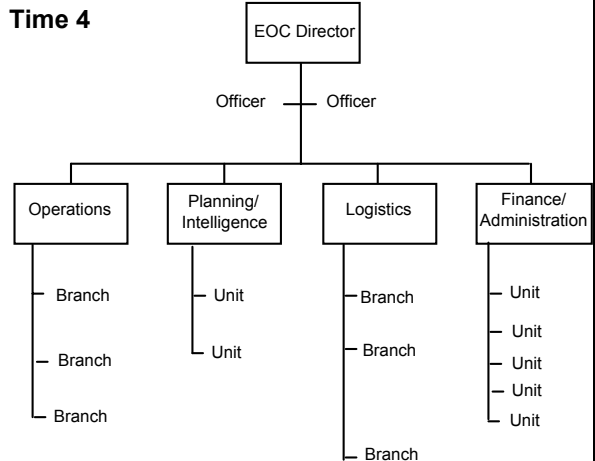 Time 4
EOC Director
Officer
Officer
Operations
Planning/
Intelligence
Logistics
Finance/
Administration
Branch
Branch
Branch
Unit
Unit
Branch
Branch
Branch
Unit
Unit
Unit
Unit
Unit